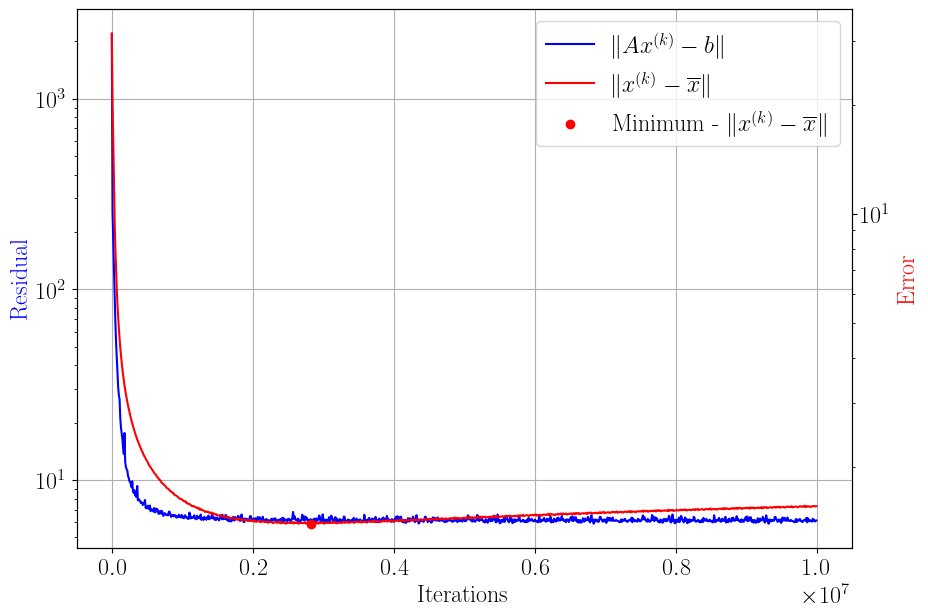 ‖Ax^{(k)} − b‖
‖x^{(k)} − x̅‖
Minimum - ‖x^{(k)} − x̅‖
10^3
10^2
10^1
Residual
10^1
Error
0.0 0.2 0.4 0.6 0.8 1.0
×10^7
Iterations